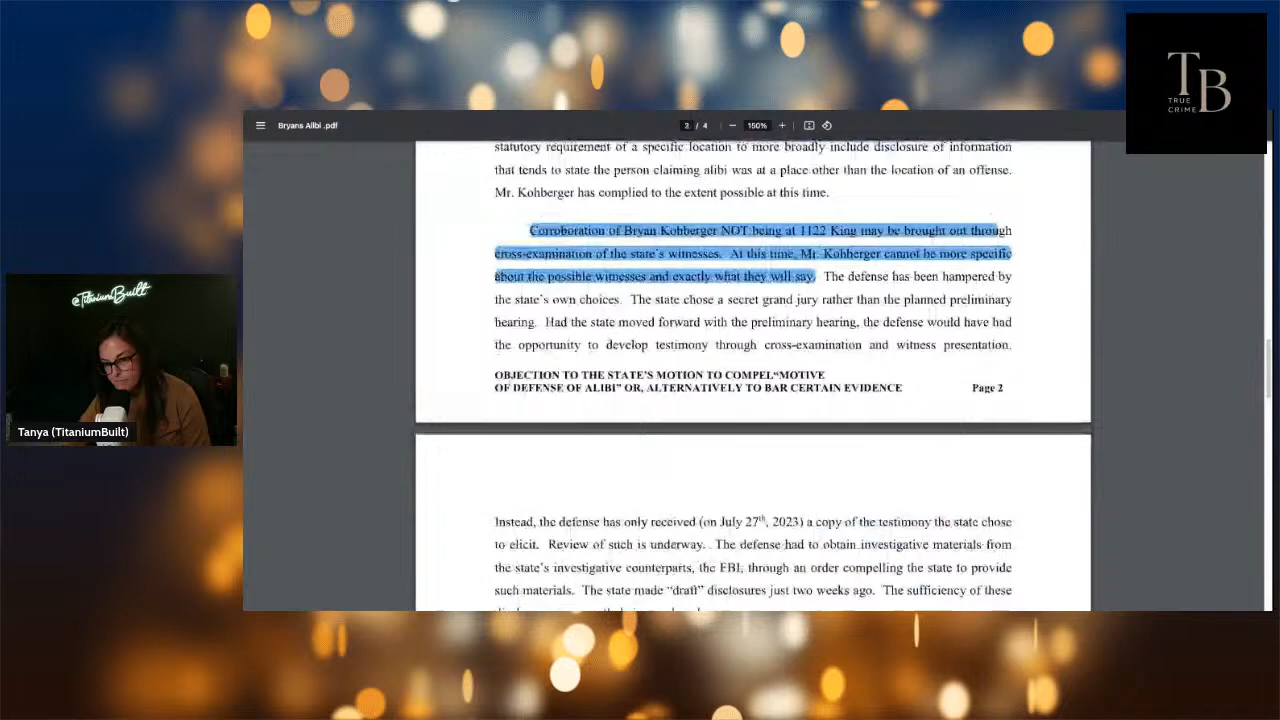 TB
TRUE
CRIME
Bryans Alibi .pdf
2 / 4
150%
statutory requirement of a specific location to more broadly include disclosure of information
that tends to state the person claiming alibi was at a place other than the location of an offense.
Mr. Kohberger has complied to the extent possible at this time.
Corroboration of Bryan Kohberger NOT being at 1122 King may be brought out through
cross-examination of the state's witnesses. At this time, Mr. Kohberger cannot be more specific
about the possible witnesses and exactly what they will say. The defense has been hampered by
the state's own choices. The state chose a secret grand jury rather than the planned preliminary
hearing. Had the state moved forward with the preliminary hearing, the defense would have had
the opportunity to develop testimony through cross-examination and witness presentation.
OBJECTION TO THE STATE'S MOTION TO COMPEL"MOTIVE
OF DEFENSE OF ALIBI" OR, ALTERNATIVELY TO BAR CERTAIN EVIDENCE Page 2
@TitaniumBuilt
Tanya (TitaniumBuilt)
Instead, the defense has only received (on July 27th, 2023) a copy of the testimony the state chose
to elicit. Review of such is underway. The defense had to obtain investigative materials from
the state's investigative counterparts, the FBI, through an order compelling the state to provide
such materials. The state made "draft" disclosures just two weeks ago. The sufficiency of these